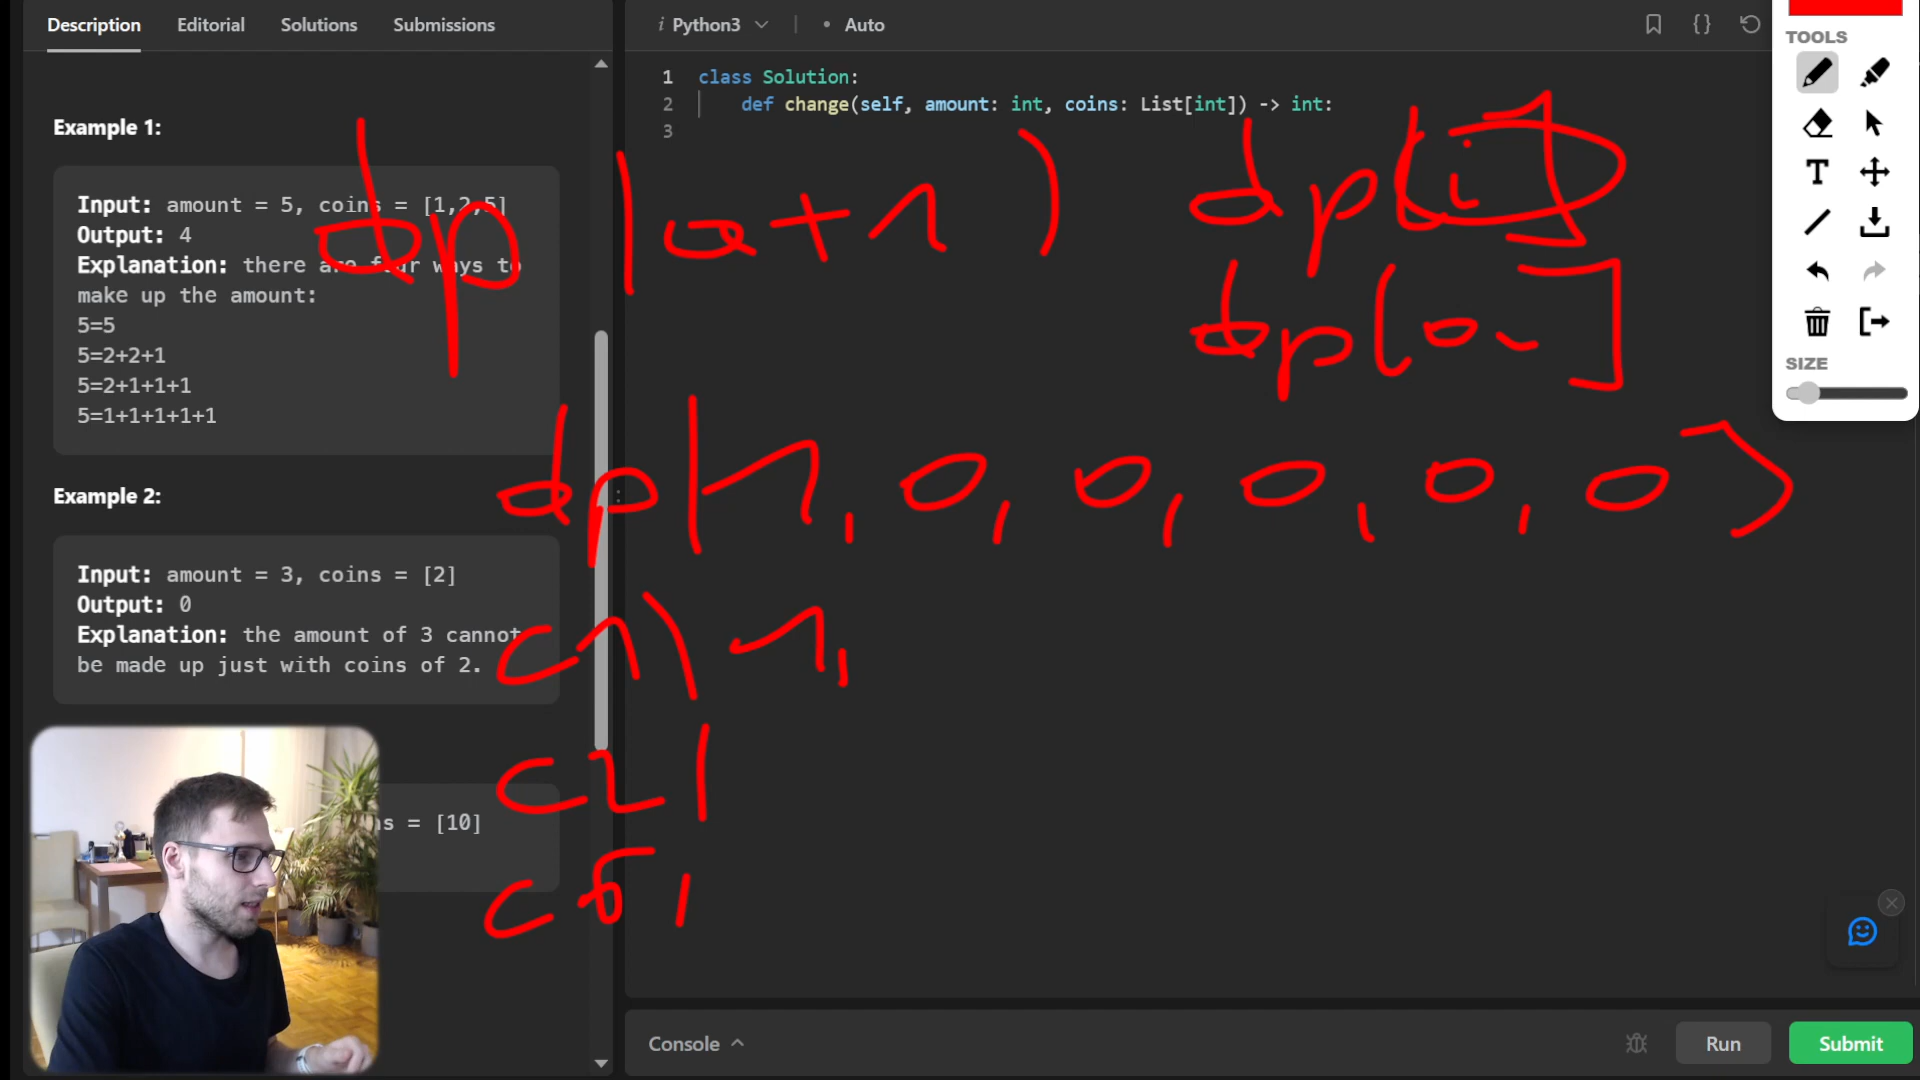 Description Editorial Solutions Submissions
Example 1:
Input: amount = 5, coins = [1,2,5]
Output: 4
Explanation: there are four ways to
make up the amount:
5=5
5=2+2+1
5=2+1+1+1
5=1+1+1+1+1
Example 2:
Input: amount = 3, coins = [2]
Output: 0
Explanation: the amount of 3 cannot
be made up just with coins of 2.
= [10]
i Python3 • Auto
1 class Solution:
2 def change(self, amount: int, coins: List[int]) -> int:
3
dp (a+1) dp[i]
dp[0]
dp[1, 0, 0, 0, 0, 0]
c1) 1,
c2 |
c5,
TOOLS
T
SIZE
Console
Run
Submit